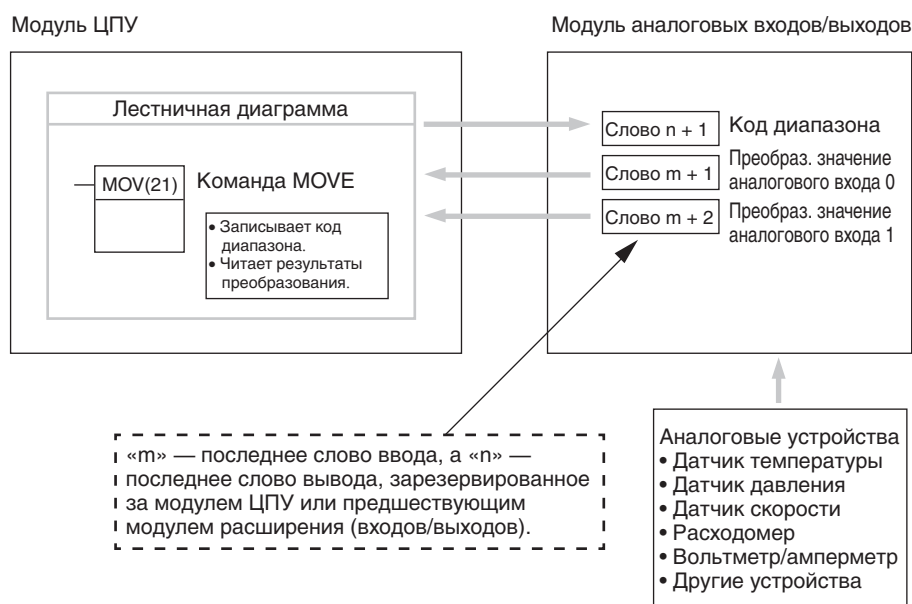 Модуль ЦПУ
Модуль аналоговых входов/выходов
Лестничная диаграмма
MOV(21)
Команда MOVE
• Записывает код
диапазона.
• Читает результаты
преобразования.
Слово n + 1
Код диапазона
Слово m + 1
Преобраз. значение
аналогового входа 0
Слово m + 2
Преобраз. значение
аналогового входа 1
«m» — последнее слово ввода, а «n» —
последнее слово вывода, зарезервированное
за модулем ЦПУ или предшествующим
модулем расширения (входов/выходов).
Аналоговые устройства
• Датчик температуры
• Датчик давления
• Датчик скорости
• Расходомер
• Вольтметр/амперметр
• Другие устройства